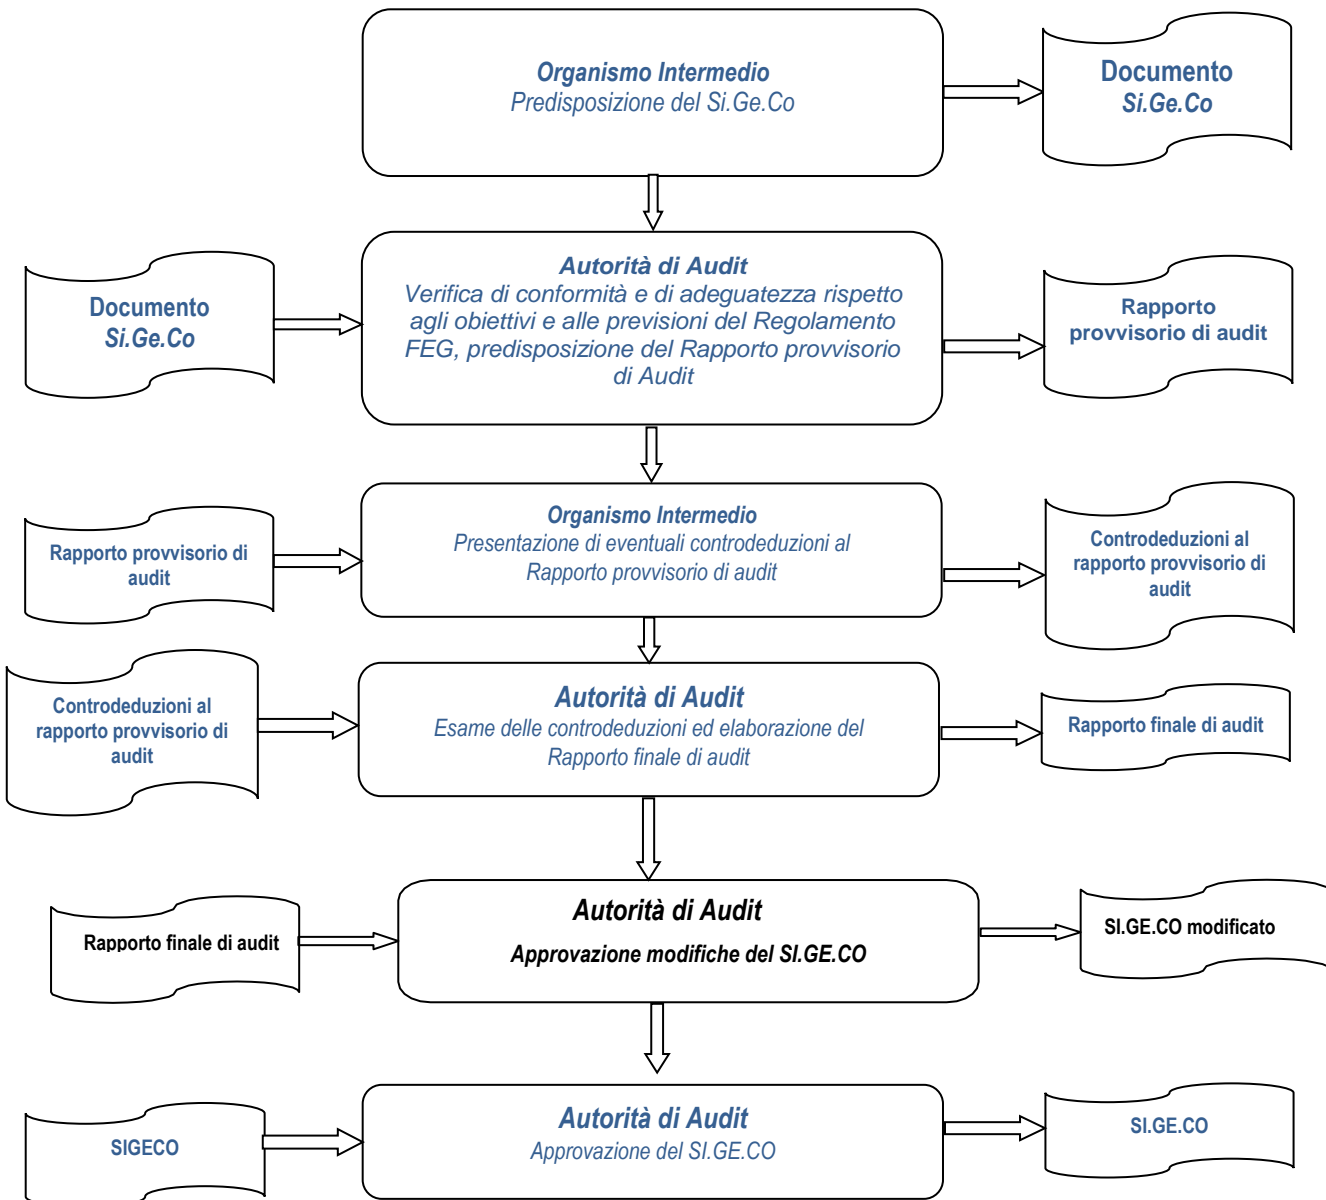 Organismo Intermedio
Predisposizione del Si.Ge.Co
Documento
Si.Ge.Co
Documento
Si.Ge.Co
Autorità di Audit
Verifica di conformità e di adeguatezza rispetto
agli obiettivi e alle previsioni del Regolamento
FEG, predisposizione del Rapporto provvisorio
di Audit
Rapporto
provvisorio di audit
Rapporto provvisorio di
audit
Organismo Intermedio
Presentazione di eventuali controdeduzioni al
Rapporto provvisorio di audit
Controdeduzioni al
rapporto provvisorio di
audit
Controdeduzioni al
rapporto provvisorio di
audit
Autorità di Audit
Esame delle controdeduzioni ed elaborazione del
Rapporto finale di audit
Rapporto finale di audit
Rapporto finale di audit
Autorità di Audit
Approvazione modifiche del SI.GE.CO
SI.GE.CO modificato
SIGECO
Autorità di Audit
Approvazione del SI.GE.CO
SI.GE.CO